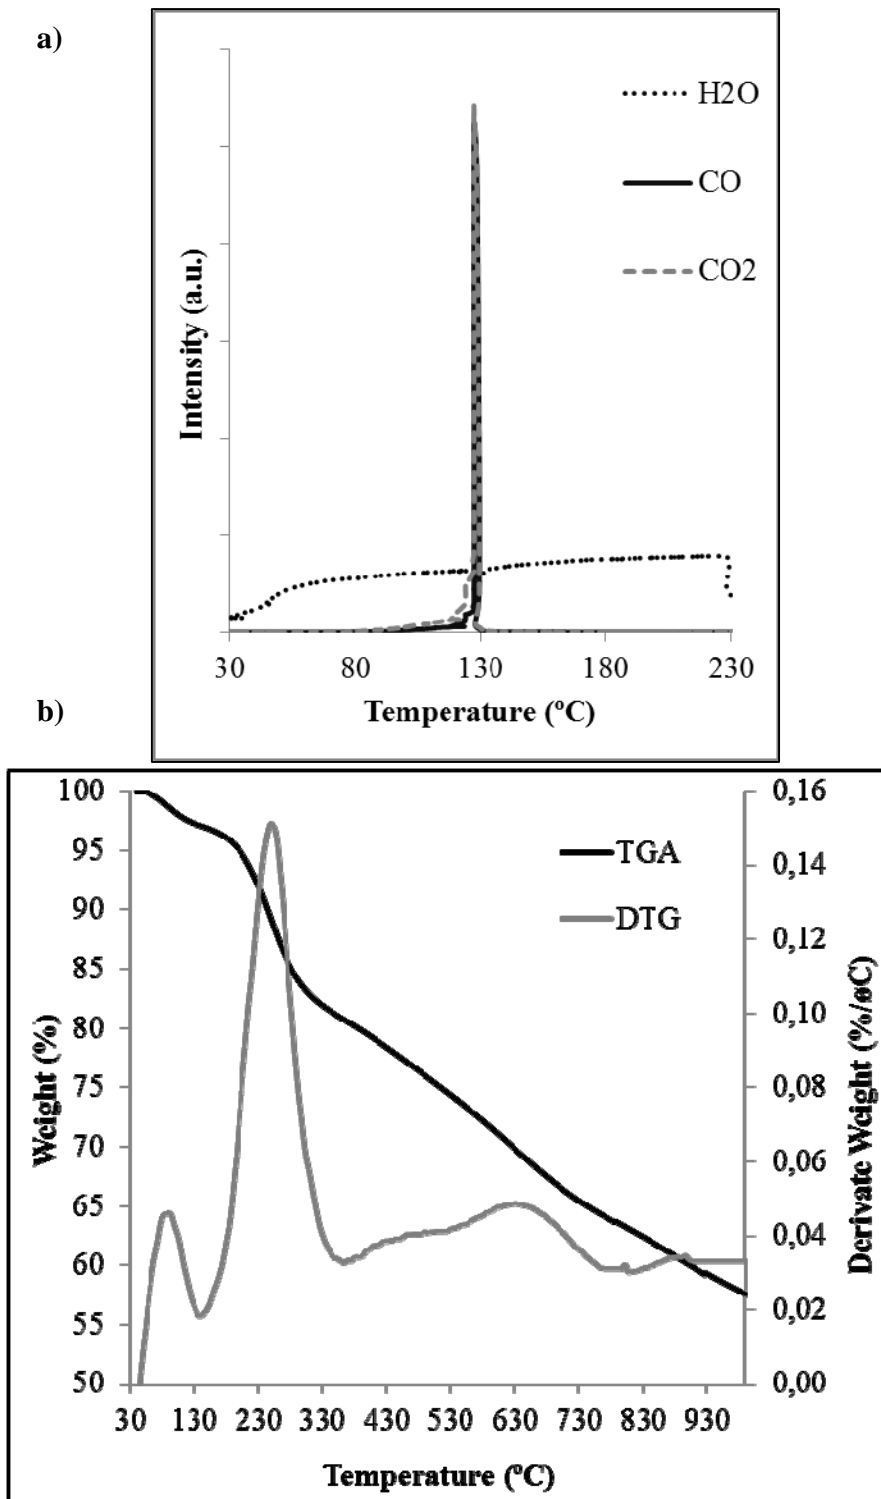 a)
H2O
CO
CO2
Intensity (a.u.)
30 80 130 180 230
Temperature (ºC)
b)
100 0,16
95 0,14
90 0,12
85 0,10
80 0,08
75 0,06
70 0,04
65 0,02
60 0,00
55
50
TGA
DTG
Weight (%)
Derivate Weight (%/øC)
30 130 230 330 430 530 630 730 830 930
Temperature (ºC)